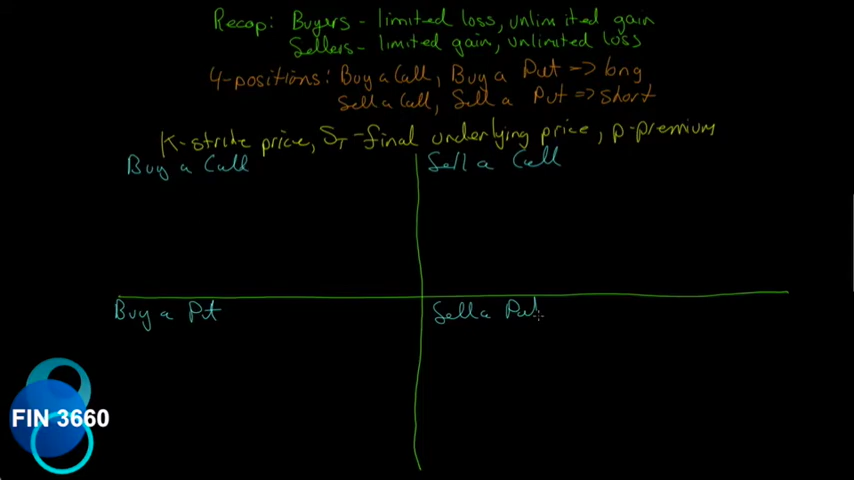 Recap: Buyers - limited loss, unlimited gain
Sellers - limited gain, unlimited loss
4-positions: Buy a Call, Buy a Put => long
Sell a Call, Sell a Put => short
K-strike price, S_T - final underlying price, p-premium
Buy a Call
Sell a Call
Buy a Put
Sell a Put
FIN 3660